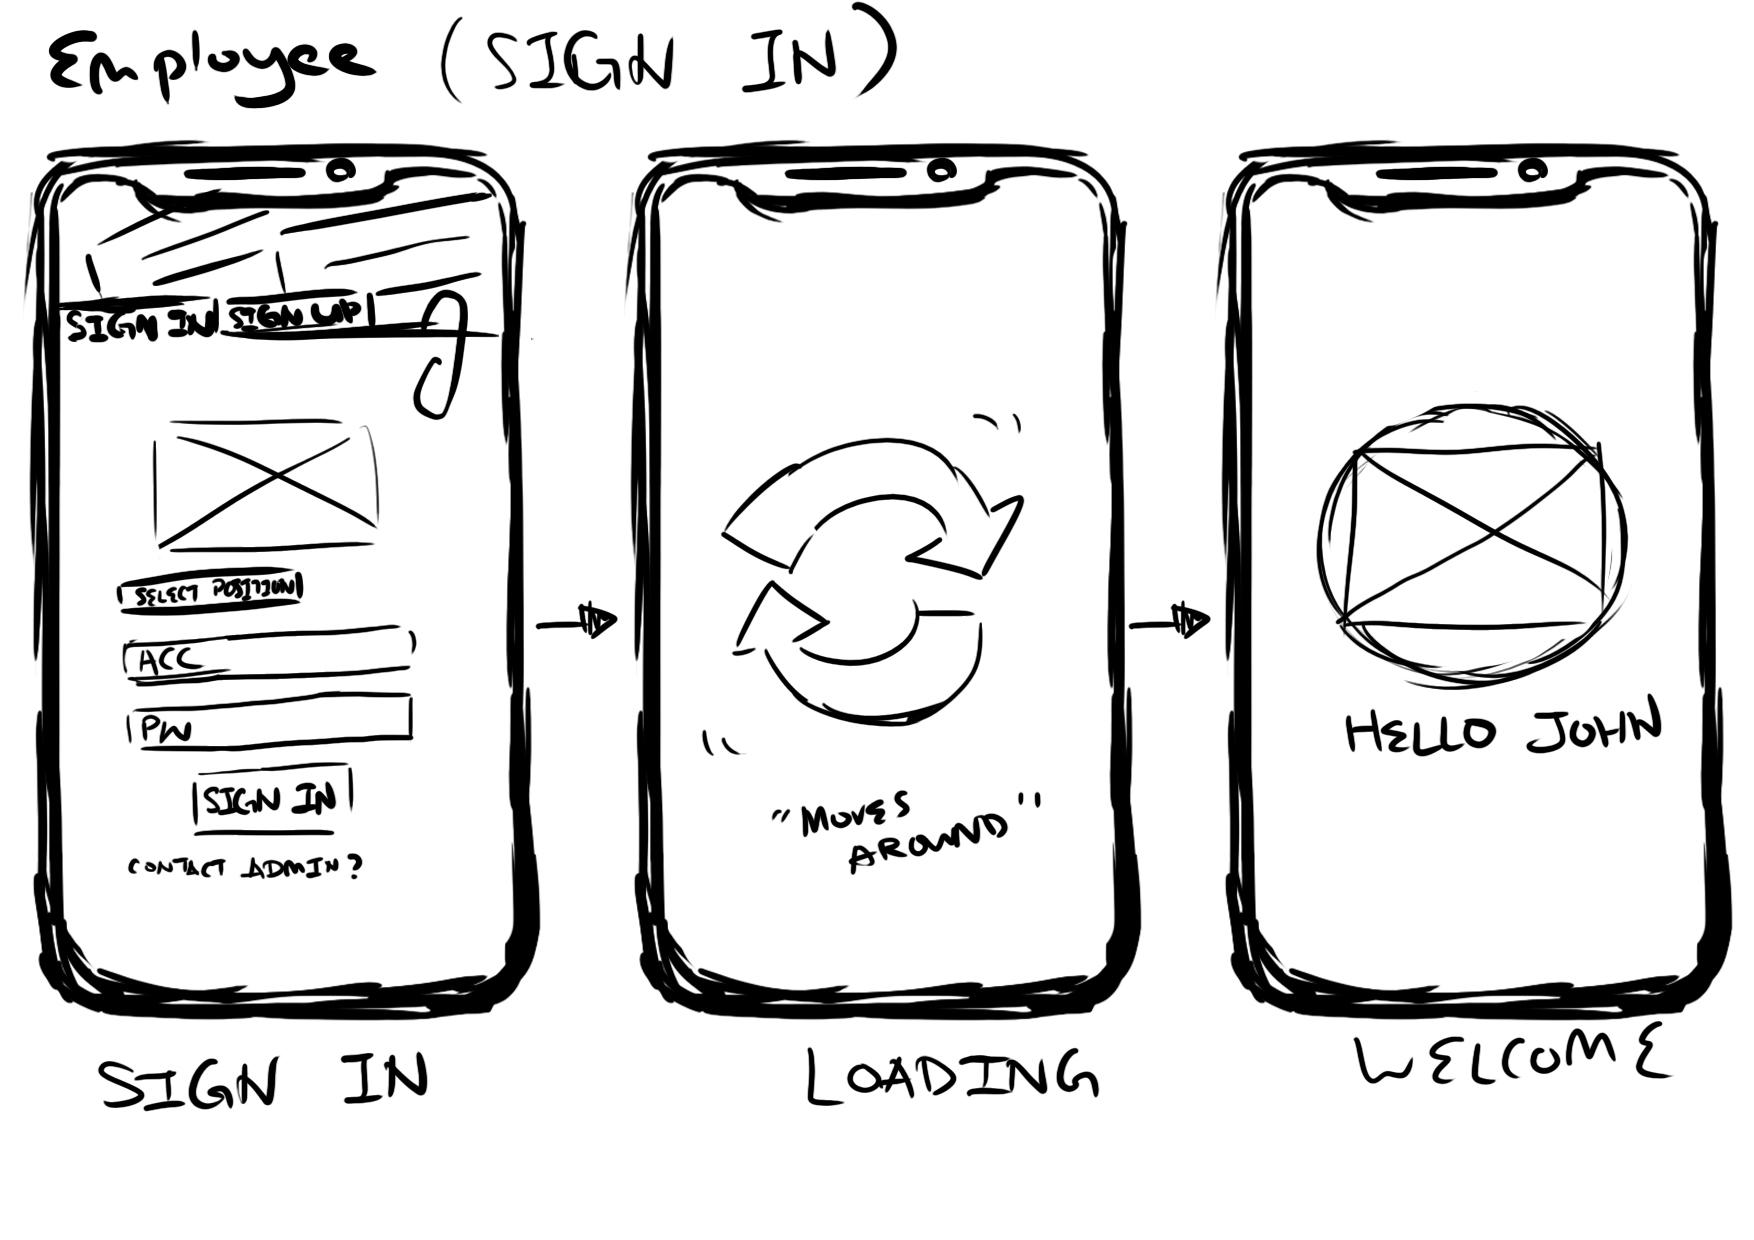 Employee (SIGN IN)
SIGN IN SIGN UP
SELECT POSITION
ACC
PW
SIGN IN
CONTACT ADMIN?
SIGN IN
"MOVES
AROUND"
LOADING
HELLO JOHN
WELCOME